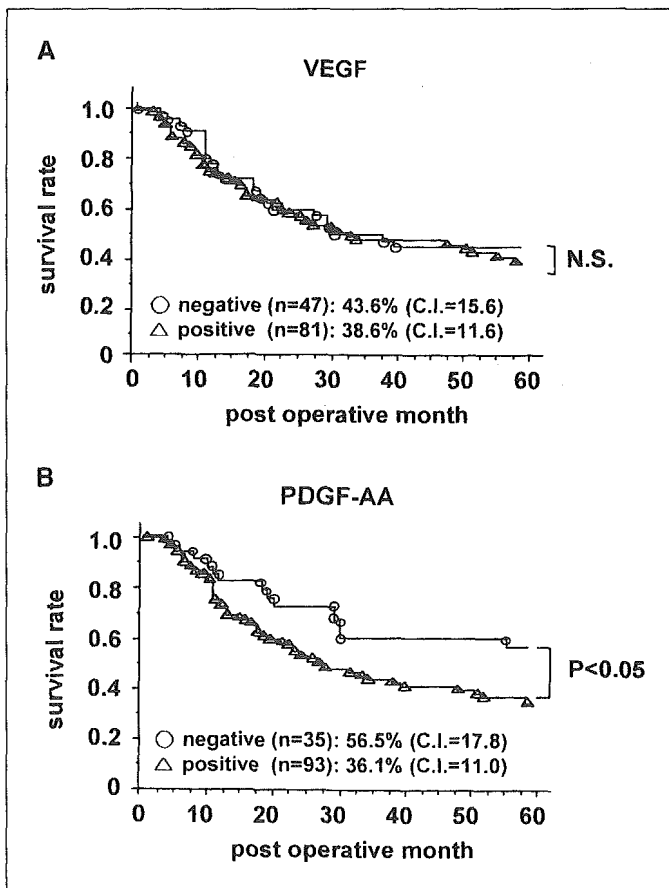 A
VEGF
1.0
0.8
0.6
0.4
0.2
0
survival rate
N.S.
○ negative (n=47): 43.6% (C.I.=15.6)
△ positive (n=81): 38.6% (C.I.=11.6)
0 10 20 30 40 50 60
post operative month
B
PDGF-AA
1.0
0.8
0.6
0.4
0.2
0
survival rate
P<0.05
○ negative (n=35): 56.5% (C.I.=17.8)
△ positive (n=93): 36.1% (C.I.=11.0)
0 10 20 30 40 50 60
post operative month